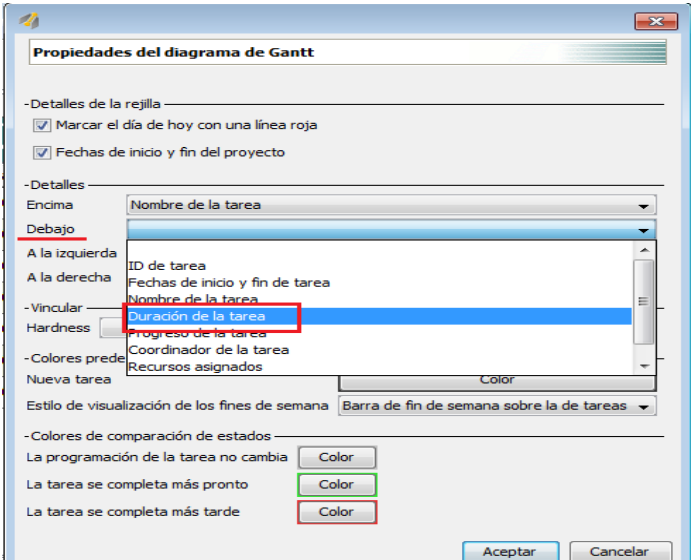 Propiedades del diagrama de Gantt
-Detalles de la rejilla
Marcar el día de hoy con una línea roja
Fechas de inicio y fin del proyecto
-Detalles
Encima Nombre de la tarea
Debajo
A la izquierda
A la derecha
ID de tarea
Fechas de inicio y fin de tarea
Nombre de la tarea
Duración de la tarea
Progreso de la tarea
Coordinador de la tarea
Recursos asignados
-Vincular
Hardness
-Colores prede
Nueva tarea Color
Estilo de visualización de los fines de semana Barra de fin de semana sobre la de tareas
-Colores de comparación de estados
La programación de la tarea no cambia Color
La tarea se completa más pronto Color
La tarea se completa más tarde Color
Aceptar Cancelar